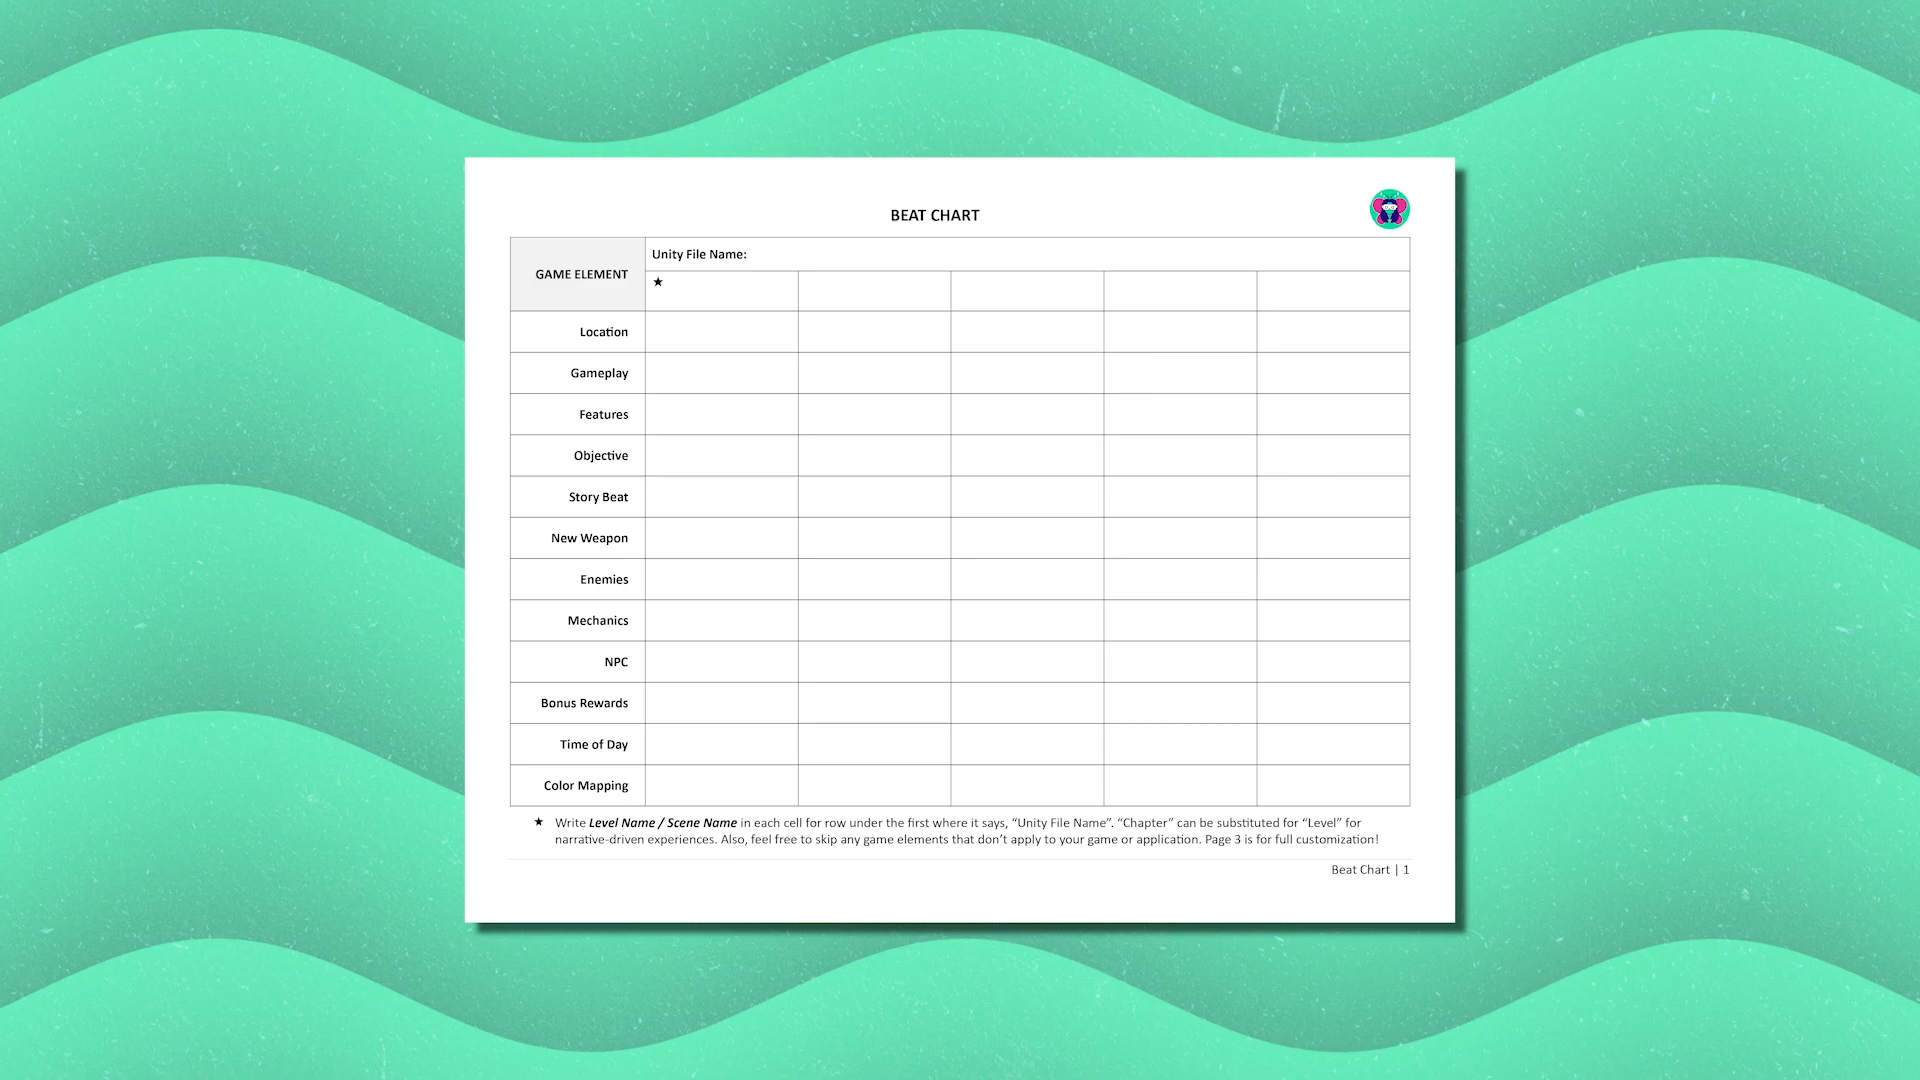 BEAT CHART
GAME ELEMENT
Unity File Name:
★
Location
Gameplay
Features
Objective
Story Beat
New Weapon
Enemies
Mechanics
NPC
Bonus Rewards
Time of Day
Color Mapping
★ Write Level Name / Scene Name in each cell for row under the first where it says, “Unity File Name”. “Chapter” can be substituted for “Level” for
narrative-driven experiences. Also, feel free to skip any game elements that don’t apply to your game or application. Page 3 is for full customization!
Beat Chart | 1